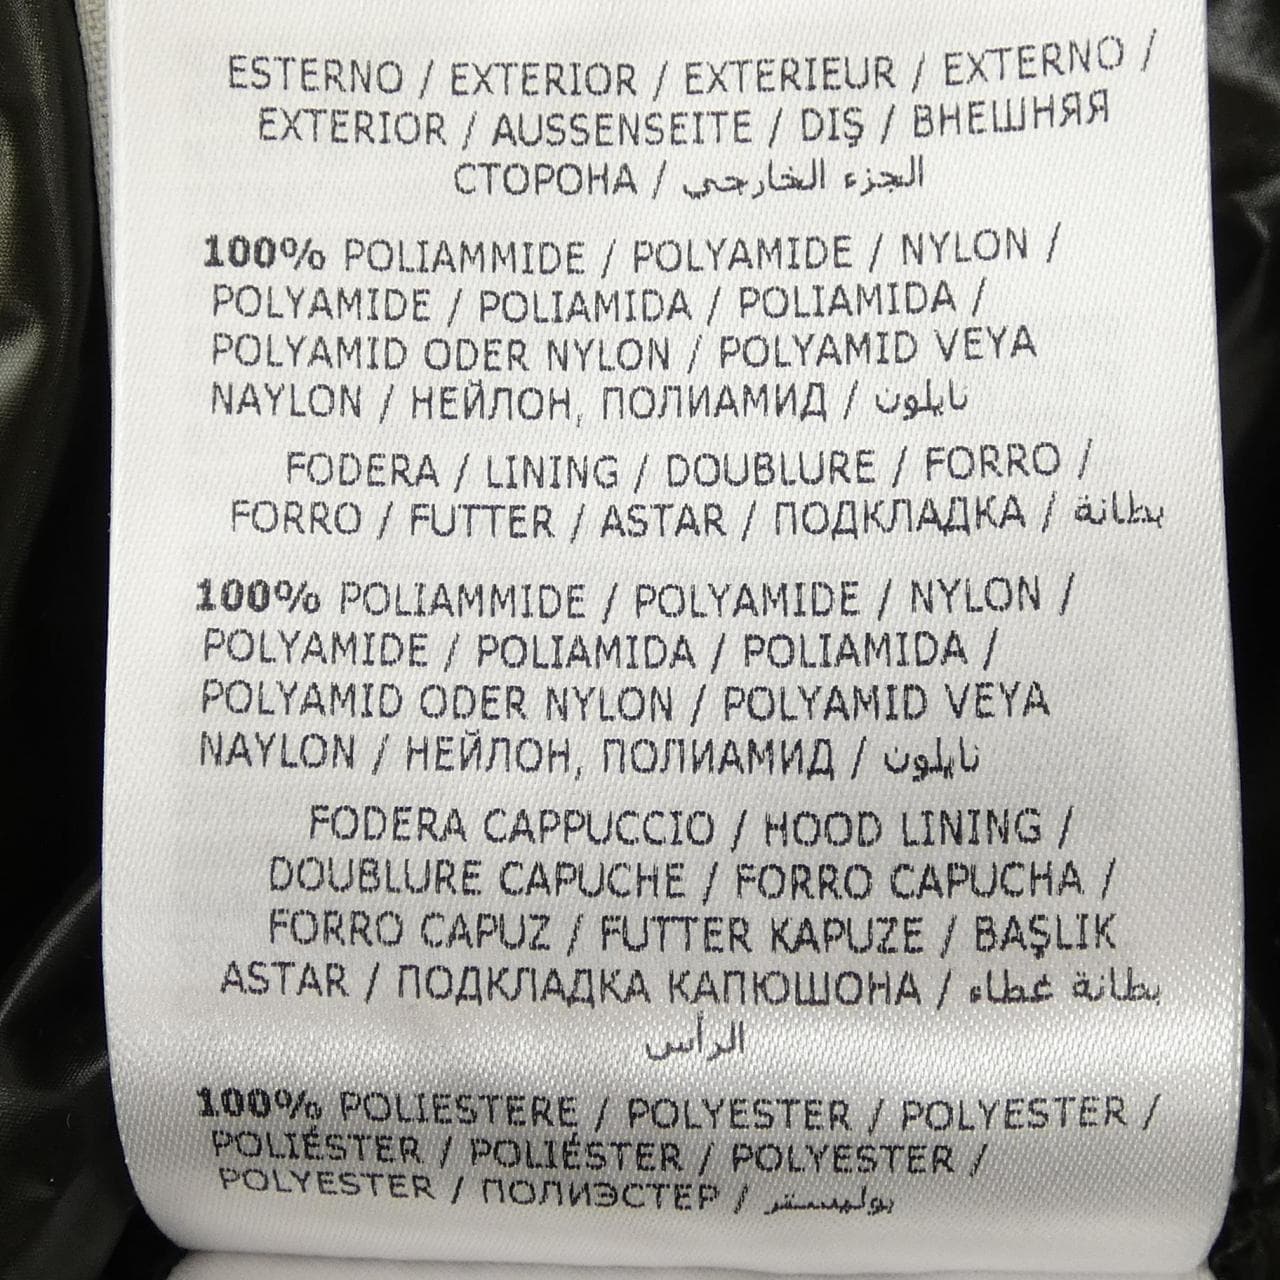 ESTERNO / EXTERIOR / EXTERIEUR / EXTERNO /
EXTERIOR / AUSSENSEITE / DIŞ / ВНЕШНЯЯ
СТОРОНА / الجزء الخارجي
100% POLIAMMIDE / POLYAMIDE / NYLON /
POLYAMIDE / POLIAMIDA / POLIAMIDA /
POLYAMID ODER NYLON / POLYAMID VEYA
NAYLON / НЕЙЛОН, ПОЛИАМИД / نايلون
FODERA / LINING / DOUBLURE / FORRO /
FORRO / FUTTER / ASTAR / ПОДКЛАДКА / بطانة
100% POLIAMMIDE / POLYAMIDE / NYLON /
POLYAMIDE / POLIAMIDA / POLIAMIDA /
POLYAMID ODER NYLON / POLYAMID VEYA
NAYLON / НЕЙЛОН, ПОЛИАМИД / نايلون
FODERA CAPPUCCIO / HOOD LINING /
DOUBLURE CAPUCHE / FORRO CAPUCHA /
FORRO CAPUZ / FUTTER KAPUZE / BAŞLIK
ASTAR / ПОДКЛАДКА КАПЮШОНА / بطانة غطاء
الرأس
100% POLIESTERE / POLYESTER / POLYESTER /
POLIÉSTER / POLIÉSTER / POLYESTER /
POLYESTER / ПОЛИЭСТЕР / بوليستر